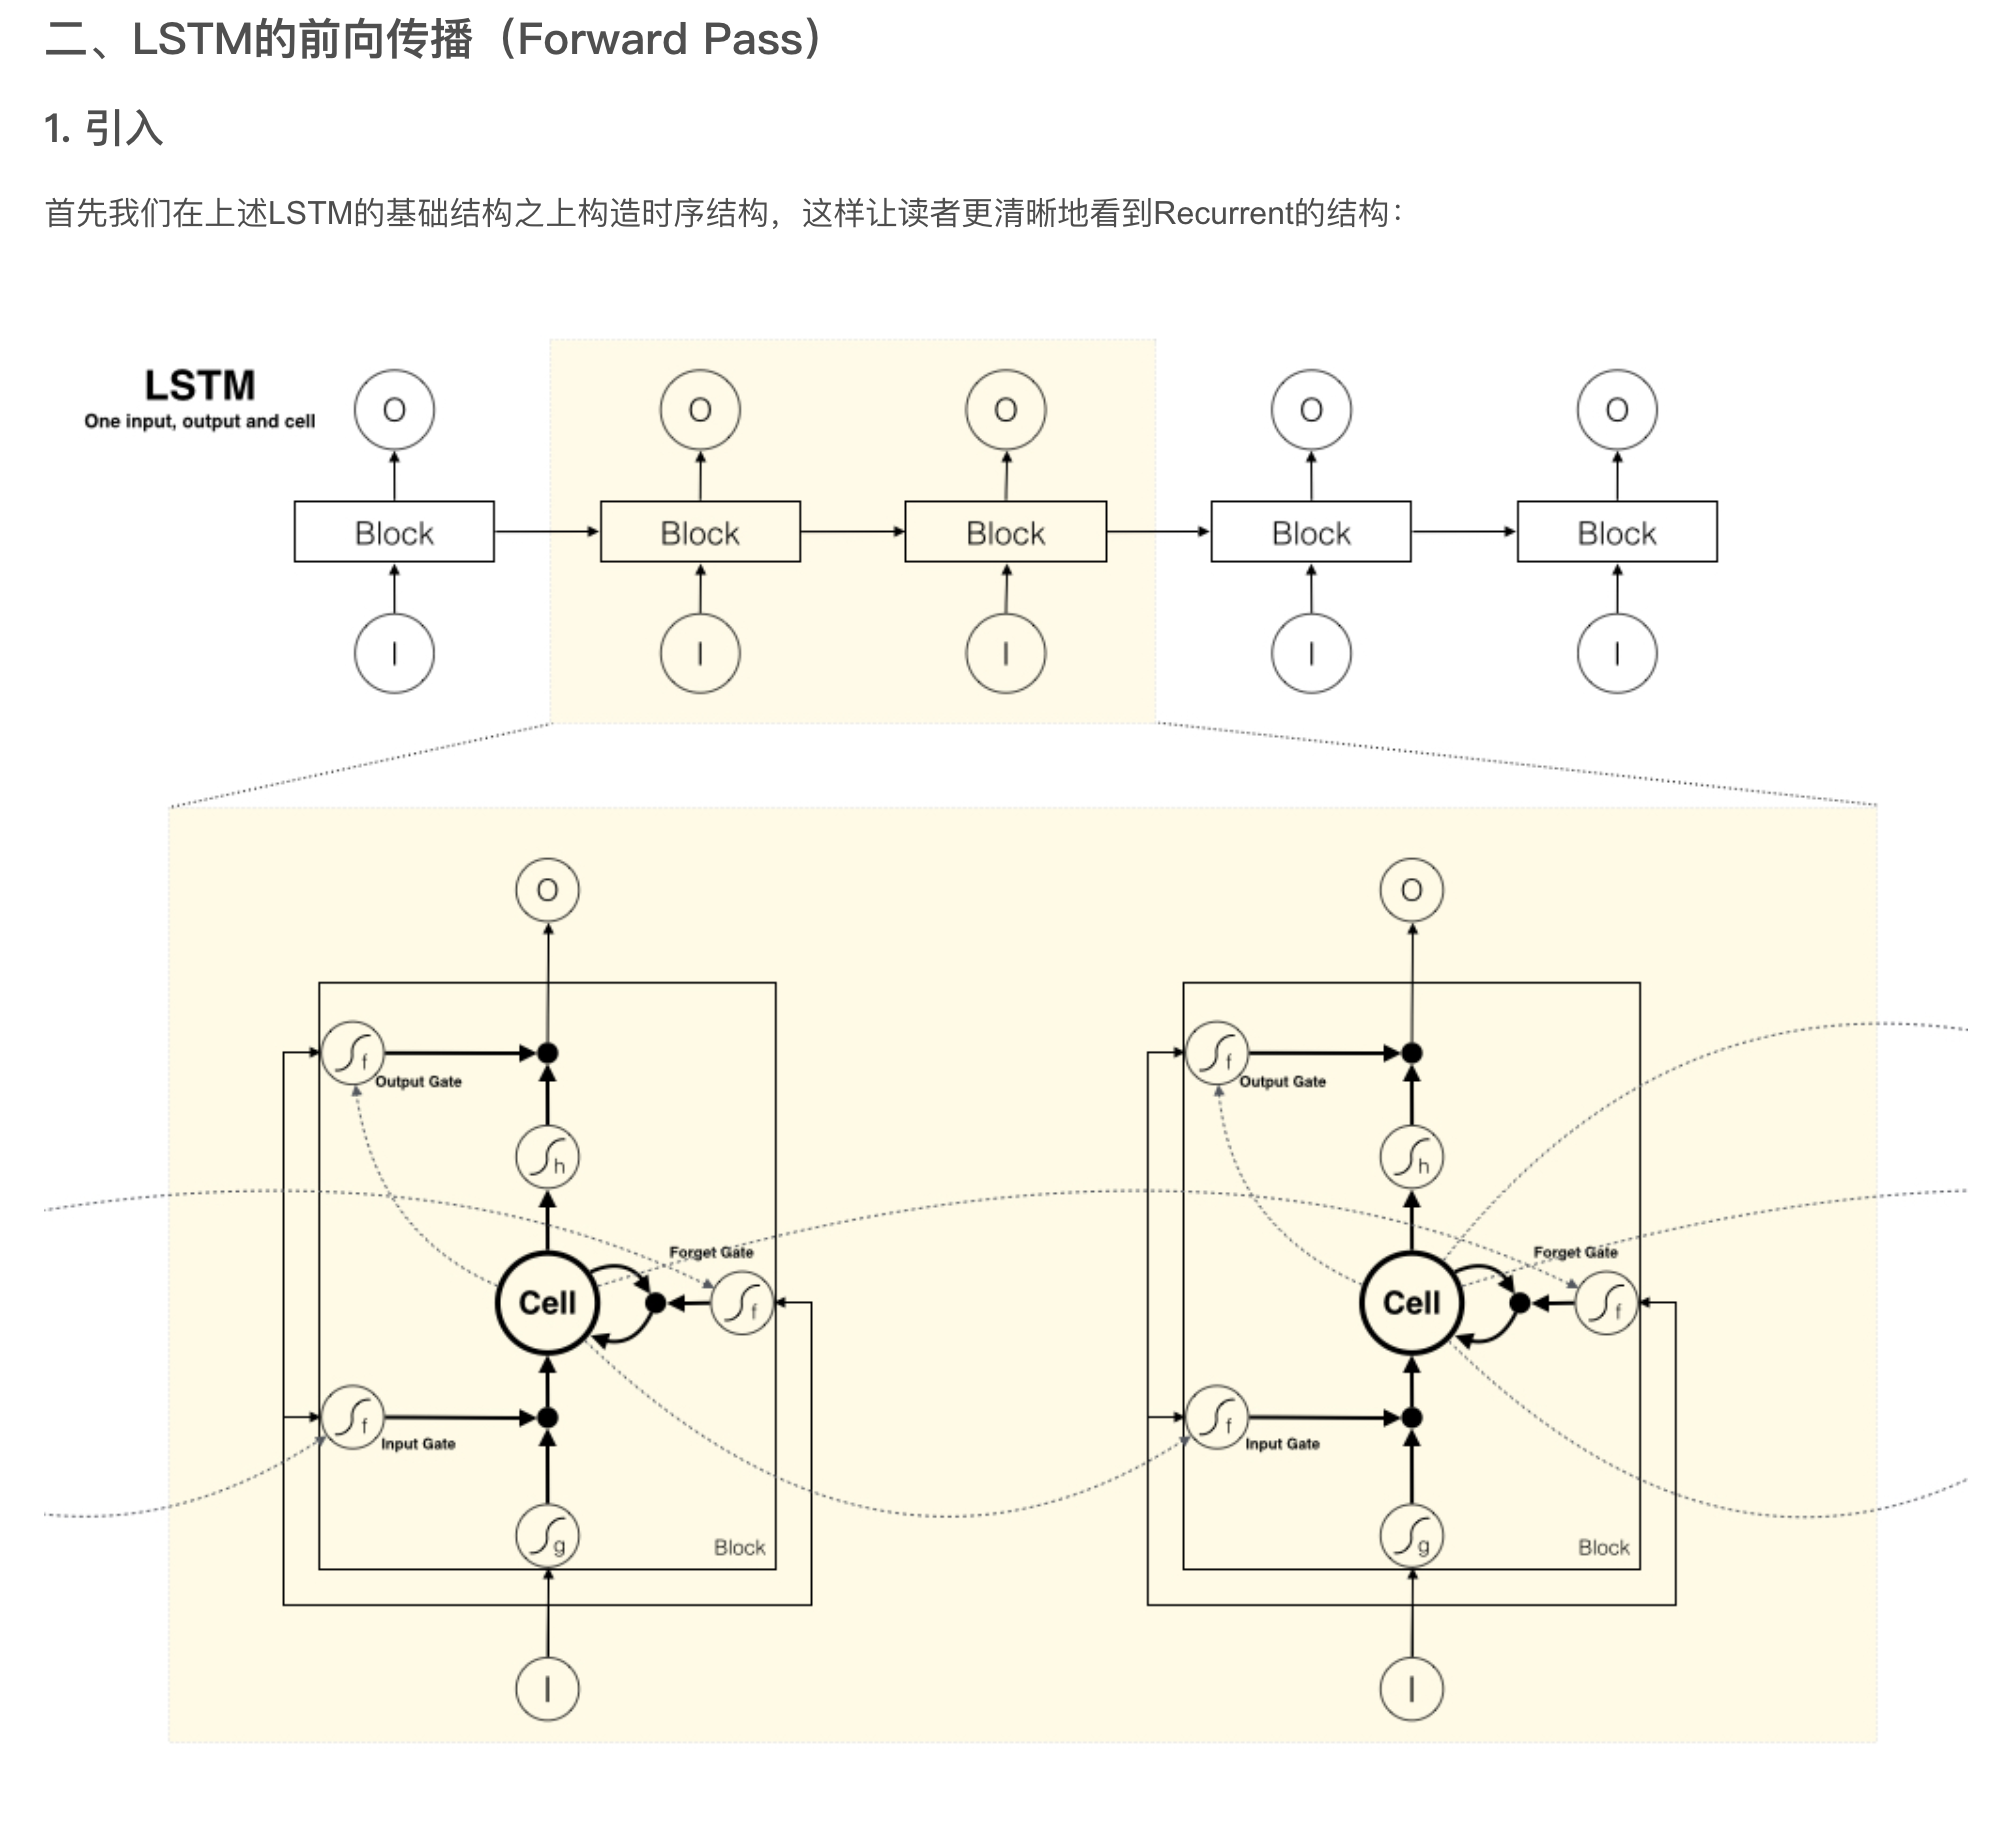 二、LSTM的前向传播（Forward Pass）
1. 引入
首先我们在上述LSTM的基础结构之上构造时序结构，这样让读者更清晰地看到Recurrent的结构：
LSTM
One input, output and cell
O O O O O
Block Block Block Block Block
I I I I I
O O
f f
Output Gate Output Gate
h h
Forget Gate Forget Gate
Cell f Cell f
f f
Input Gate Input Gate
g Block g Block
I I